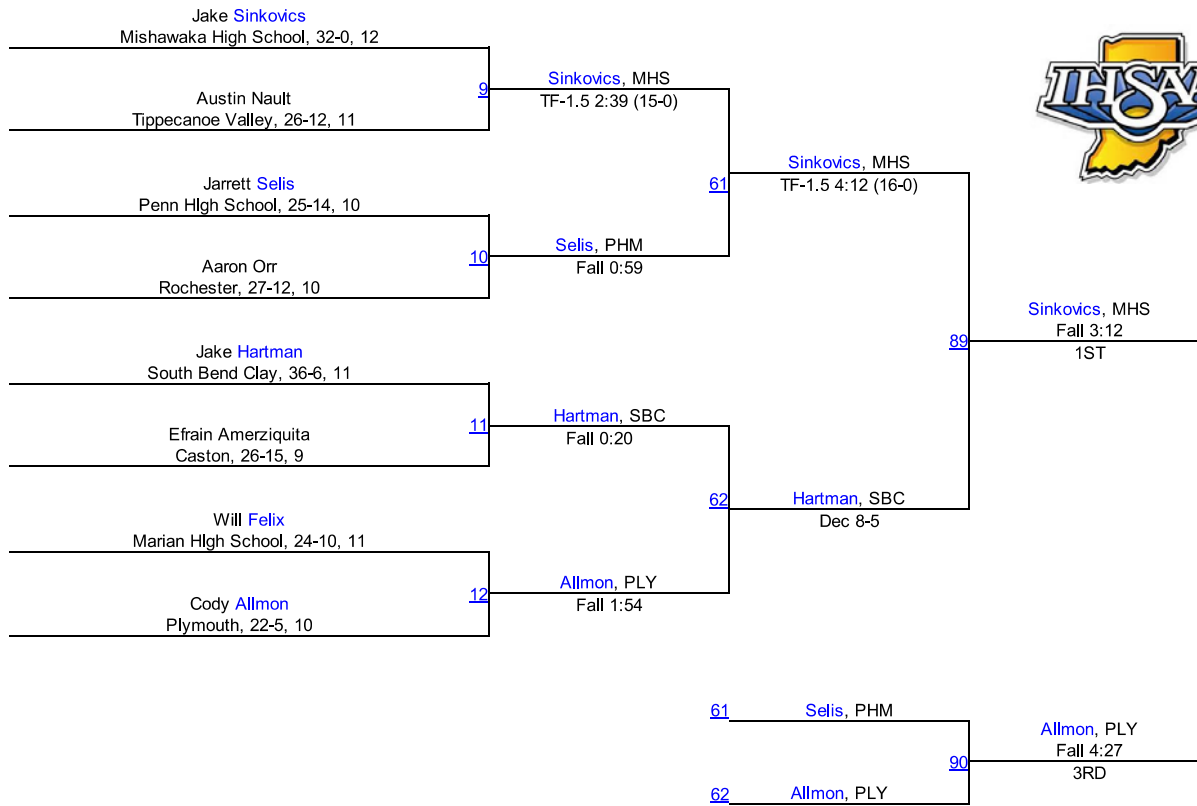 Jake Sinkovics
Mishawaka High School, 32-0, 12
9
Sinkovics, MHS
TF-1.5 2:39 (15-0)
Austin Nault
Tippecanoe Valley, 26-12, 11
IHSAA
61
Sinkovics, MHS
TF-1.5 4:12 (16-0)
Jarrett Selis
Penn HIgh School, 25-14, 10
10
Selis, PHM
Fall 0:59
Aaron Orr
Rochester, 27-12, 10
89
Sinkovics, MHS
Fall 3:12
1ST
Jake Hartman
South Bend Clay, 36-6, 11
11
Hartman, SBC
Fall 0:20
Efrain Amerziquita
Caston, 26-15, 9
62
Hartman, SBC
Dec 8-5
Will Felix
Marian HIgh School, 24-10, 11
12
Allmon, PLY
Fall 1:54
Cody Allmon
Plymouth, 22-5, 10
61
Selis, PHM
90
Allmon, PLY
Fall 4:27
3RD
62
Allmon, PLY